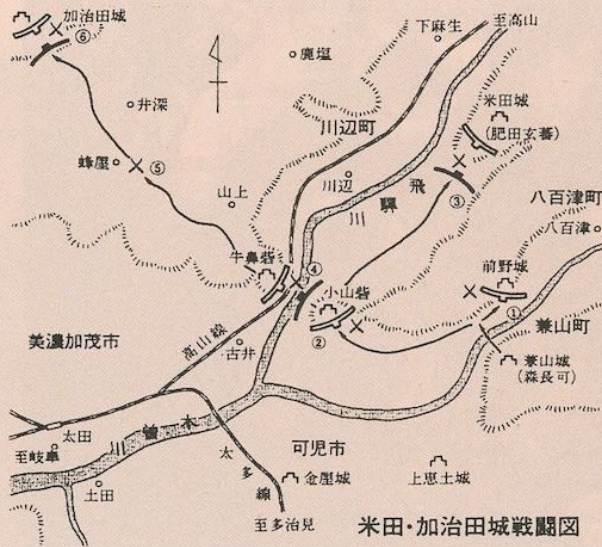 加治田城
⑥
下麻生
至高山
鹿塩
井深
米田城
(肥田玄蕃)
川辺町
蜂屋
⑤
川辺
飛
騨
川
③
山上
八百津町
八百津
牛鼻砦
④
前野城
小山砦
①
兼山町
②
美濃加茂市
高山線
古井
兼山城
(森長可)
太田
至岐阜
木
曽
川
太多線
可児市
土田
金屋城
上恵土城
至多治見
米田・加治田城戦闘図